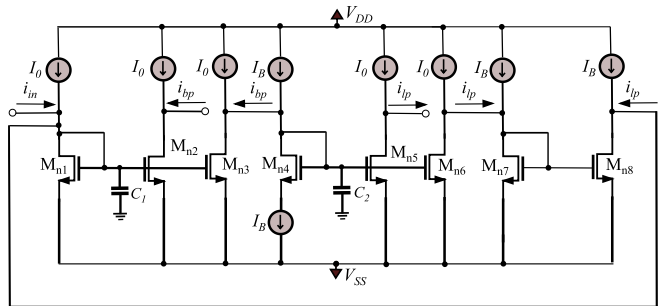 V_DD
I_0 I_0 I_0 I_B I_0 I_0 I_B I_B
i_in i_bp i_bp i_lp i_lp i_lp
M_n1 M_n2 M_n3 M_n4 M_n5 M_n6 M_n7 M_n8
C_1 C_2
I_B
V_SS